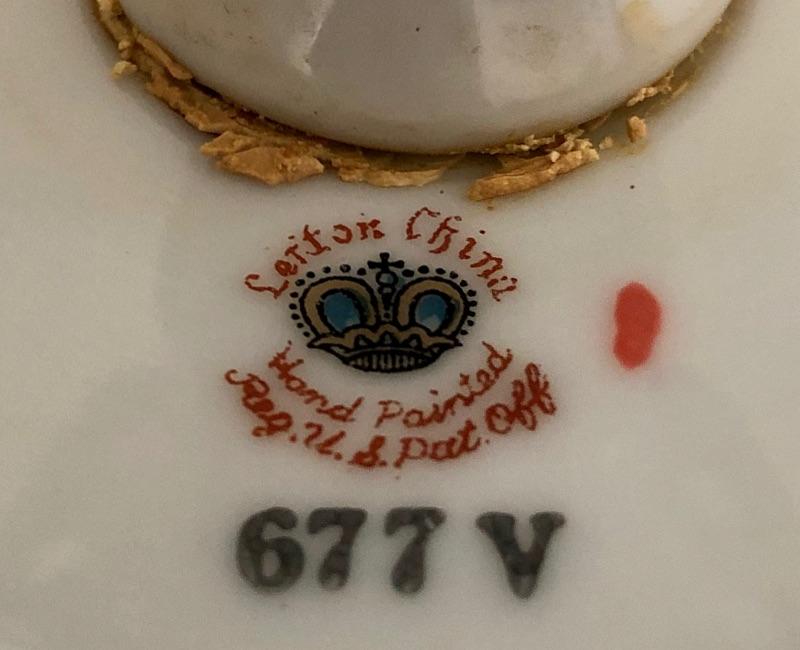 Lefton China
Hand Painted
Reg. U. S. Pat. Off
677 V